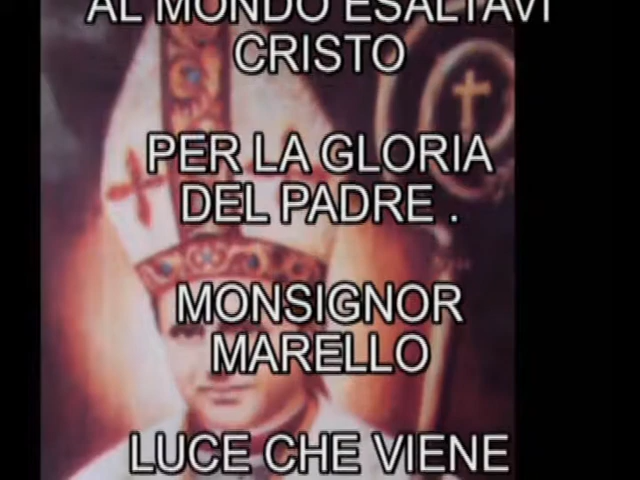 AL MONDO ESALTAVI
CRISTO
PER LA GLORIA
DEL PADRE .
MONSIGNOR
MARELLO
LUCE CHE VIENE